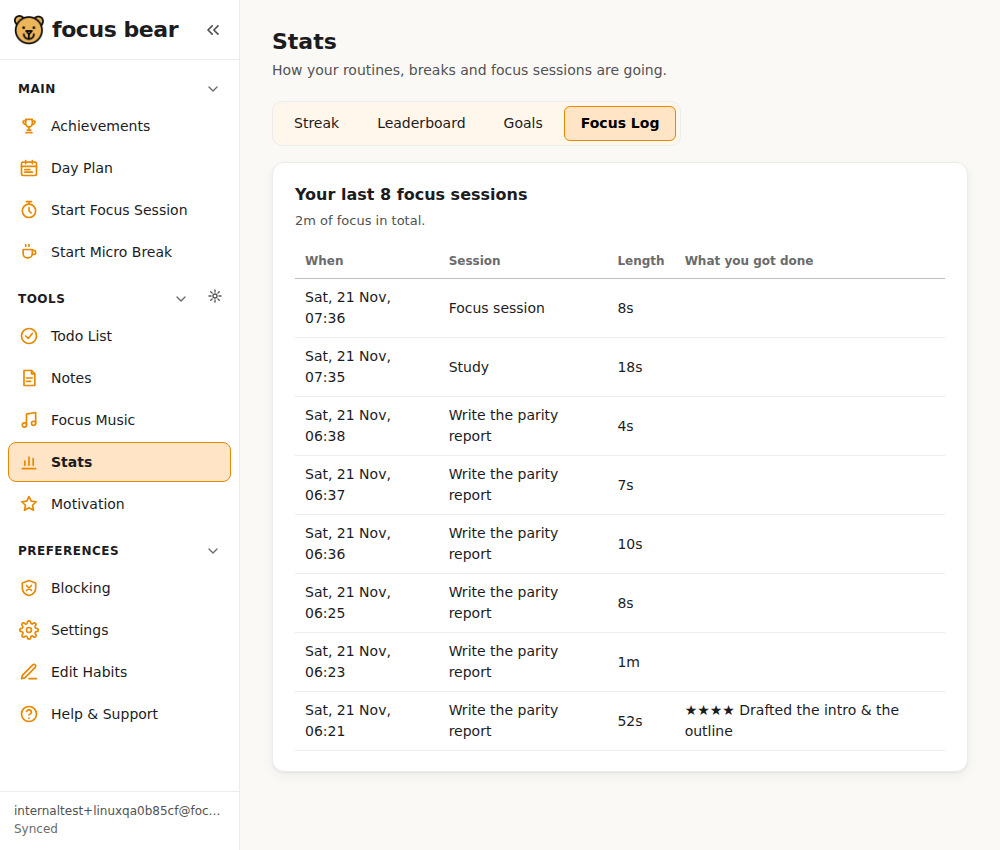 focus bear
MAIN
Achievements
Day Plan
Start Focus Session
Start Micro Break
TOOLS
Todo List
Notes
Focus Music
Stats
Motivation
PREFERENCES
Blocking
Settings
Edit Habits
Help & Support
internaltest+linuxqa0b85cf@foc...
Synced
Stats
How your routines, breaks and focus sessions are going.
Streak Leaderboard Goals Focus Log
Your last 8 focus sessions
2m of focus in total.
When Session Length What you got done
Sat, 21 Nov,
07:36
Focus session
8s
Sat, 21 Nov,
07:35
Study
18s
Sat, 21 Nov,
06:38
Write the parity
report
4s
Sat, 21 Nov,
06:37
Write the parity
report
7s
Sat, 21 Nov,
06:36
Write the parity
report
10s
Sat, 21 Nov,
06:25
Write the parity
report
8s
Sat, 21 Nov,
06:23
Write the parity
report
1m
Sat, 21 Nov,
06:21
Write the parity
report
52s
★★★★ Drafted the intro & the
outline